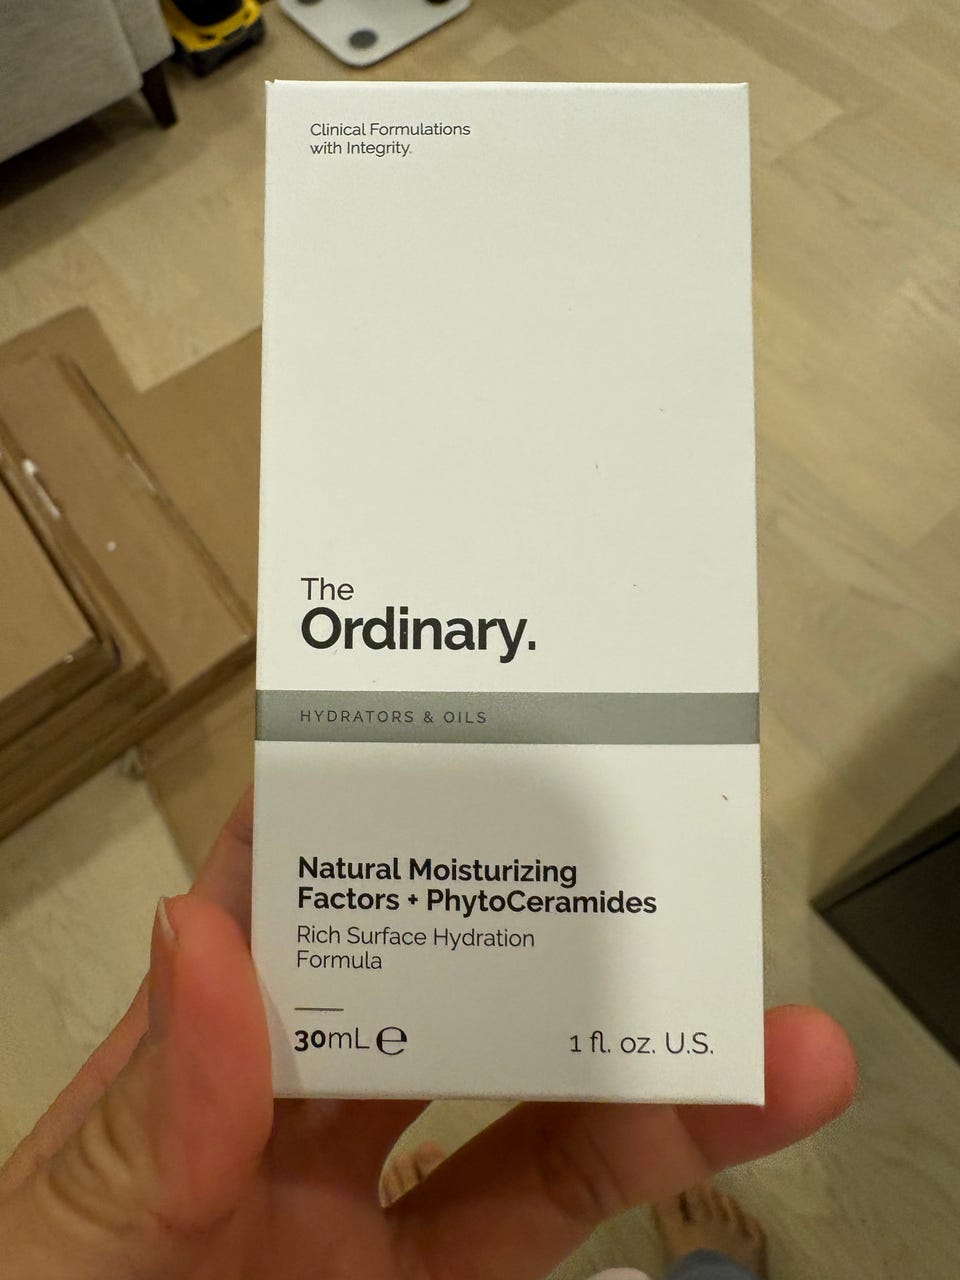 Clinical Formulations
with Integrity.
The
Ordinary.
HYDRATORS & OILS
Natural Moisturizing
Factors + PhytoCeramides
Rich Surface Hydration
Formula
30mL ℮
1 fl. oz. U.S.